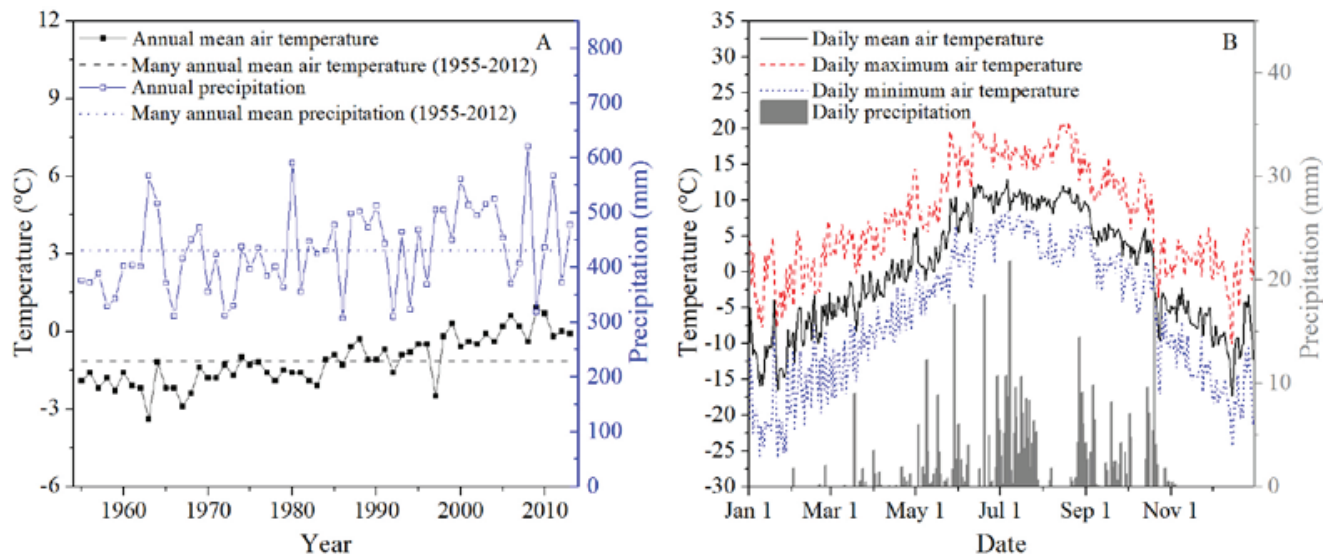 A
Annual mean air temperature
Many annual mean air temperature (1955-2012)
Annual precipitation
Many annual mean precipitation (1955-2012)
12
9
6
3
0
-3
-6
Temperature (°C)
800
700
600
500
400
300
200
100
0
Precipitation (mm)
1960 1970 1980 1990 2000 2010
Year
B
Daily mean air temperature
Daily maximum air temperature
Daily minimum air temperature
Daily precipitation
35
30
25
20
15
10
5
0
-5
-10
-15
-20
-25
-30
Temperature (°C)
40
30
20
10
0
Precipitation (mm)
Jan 1 Mar 1 May 1 Jul 1 Sep 1 Nov 1
Date